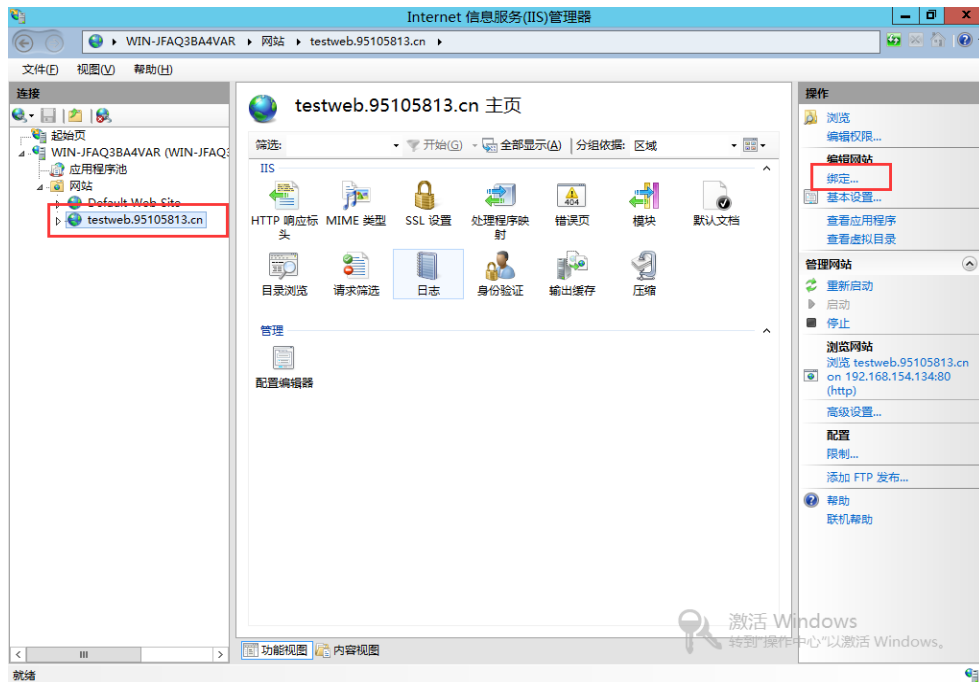 Internet 信息服务(IIS)管理器
WIN-JFAQ3BA4VAR
网站
testweb.95105813.cn
文件(F)
视图(V)
帮助(H)
连接
起始页
WIN-JFAQ3BA4VAR (WIN-JFAQ3
应用程序池
网站
Default Web Site
testweb.95105813.cn
testweb.95105813.cn 主页
筛选:
开始(G)
全部显示(A)
分组依据:
区域
IIS
HTTP 响应标头
MIME 类型
SSL 设置
处理程序映射
404
错误页
模块
默认文档
目录浏览
请求筛选
日志
身份验证
输出缓存
压缩
管理
配置编辑器
功能视图
内容视图
操作
浏览
编辑权限...
编辑网站
绑定...
基本设置...
查看应用程序
查看虚拟目录
管理网站
重新启动
启动
停止
浏览网站
浏览 testweb.95105813.cn
on 192.168.154.134:80
(http)
高级设置...
配置
限制...
添加 FTP 发布...
帮助
联机帮助
激活 Windows
转到"操作中心"以激活 Windows。
就绪